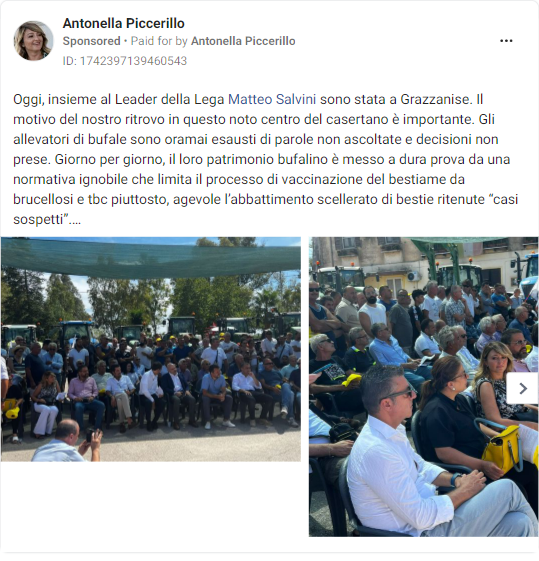 Antonella Piccerillo
Sponsored • Paid for by Antonella Piccerillo
ID: 1742397139460543
Oggi, insieme al Leader della Lega Matteo Salvini sono stata a Grazzanise. Il
motivo del nostro ritrovo in questo noto centro del casertano è importante. Gli
allevatori di bufale sono oramai esausti di parole non ascoltate e decisioni non
prese. Giorno per giorno, il loro patrimonio bufalino è messo a dura prova da una
normativa ignobile che limita il processo di vaccinazione del bestiame da
brucellosi e tbc piuttosto, agevole l’abbattimento scellerato di bestie ritenute “casi
sospetti”....